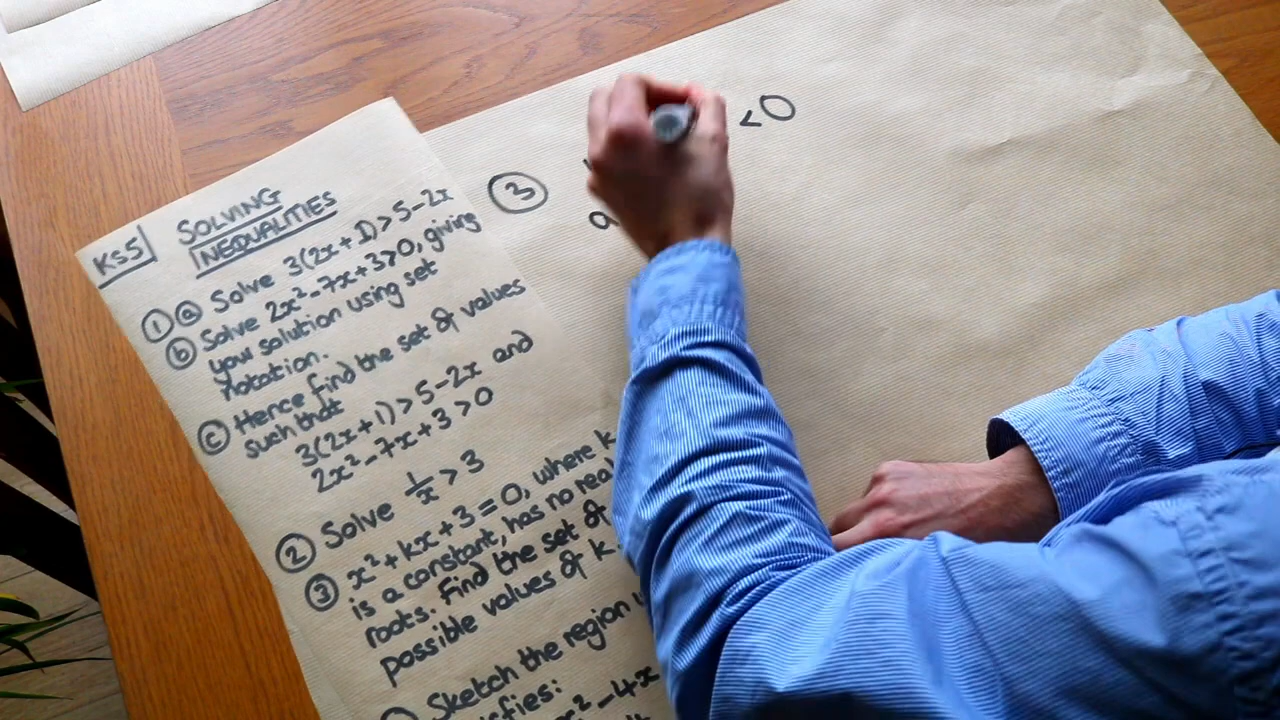 KS5
SOLVING
INEQUALITIES
① ⓐ Solve 3(2x+1)>5-2x
ⓑ Solve 2x²-7x+3>0, giving
your solution using set
notation.
ⓒ Hence find the set of values
such that
3(2x+1)>5-2x and
2x²-7x+3>0
② Solve 1/x > 3
③ x²+kx+3=0, where k
is a constant, has no real
roots. Find the set of
possible values of k.
Sketch the region
x²-4x
③
<0
a